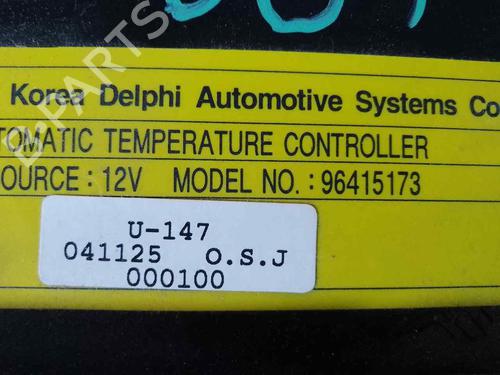 Korea Delphi Automotive Systems Co
TOMATIC TEMPERATURE CONTROLLER
OURCE : 12V MODEL NO. : 96415173
U-147
041125 O.S.J
000100